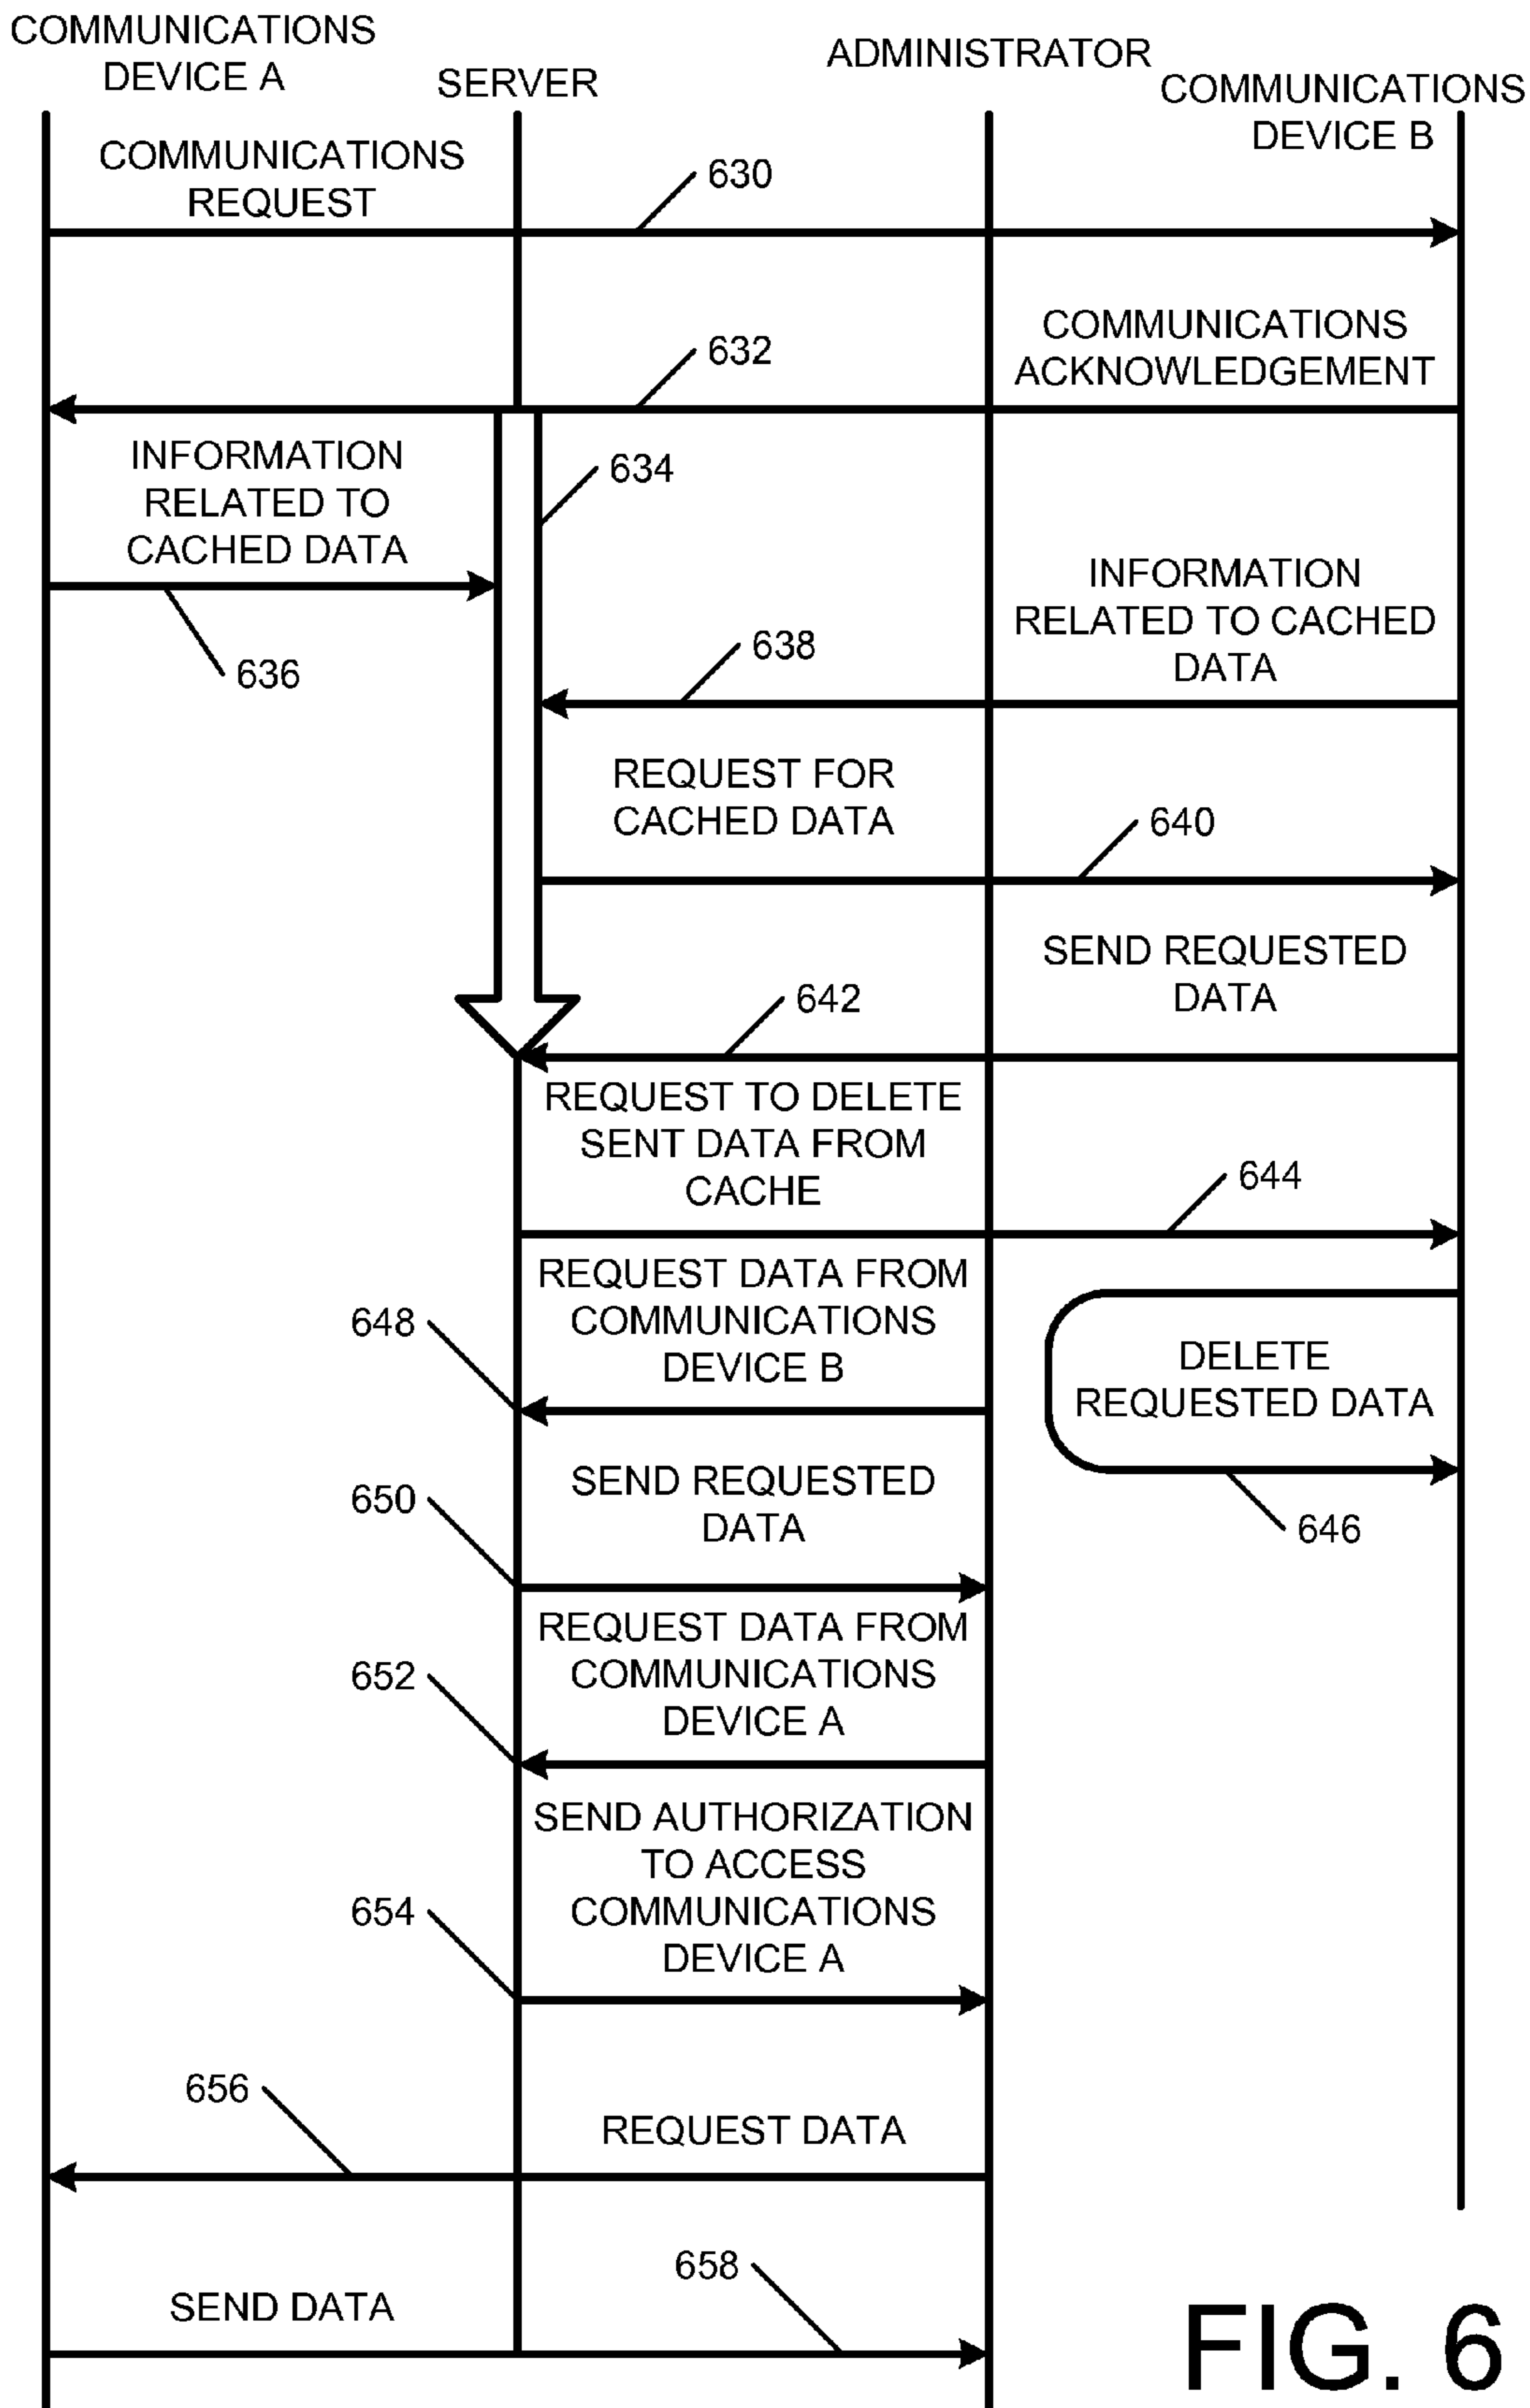 COMMUNICATIONS
DEVICE A
SERVER
ADMINISTRATOR
COMMUNICATIONS
DEVICE B
COMMUNICATIONS
REQUEST
630
COMMUNICATIONS
ACKNOWLEDGEMENT
632
INFORMATION
RELATED TO
CACHED DATA
634
636
INFORMATION
RELATED TO CACHED
DATA
638
REQUEST FOR
CACHED DATA
640
SEND REQUESTED
DATA
642
REQUEST TO DELETE
SENT DATA FROM
CACHE
644
REQUEST DATA FROM
COMMUNICATIONS
DEVICE B
648
DELETE
REQUESTED DATA
646
SEND REQUESTED
DATA
650
REQUEST DATA FROM
COMMUNICATIONS
DEVICE A
652
SEND AUTHORIZATION
TO ACCESS
COMMUNICATIONS
DEVICE A
654
656
REQUEST DATA
658
SEND DATA
FIG. 6